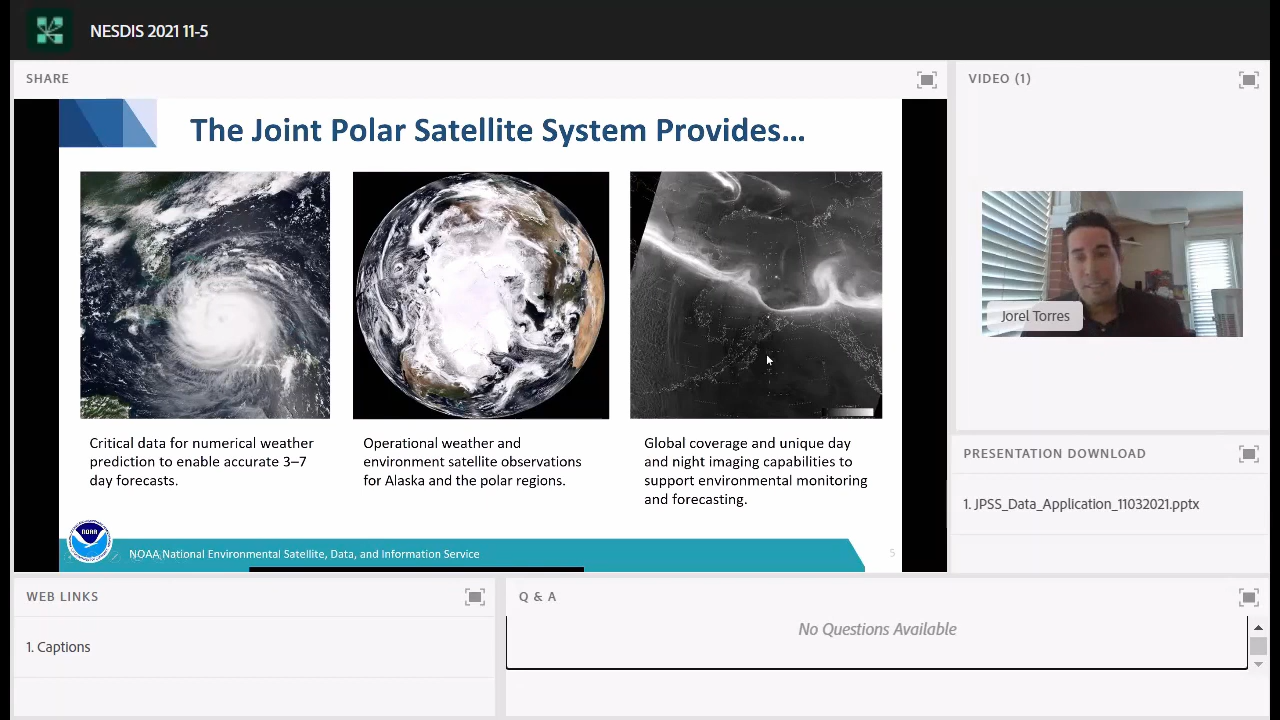 NESDIS 2021 11-5
SHARE
The Joint Polar Satellite System Provides...
Critical data for numerical weather
prediction to enable accurate 3–7
day forecasts.
Operational weather and
environment satellite observations
for Alaska and the polar regions.
Global coverage and unique day
and night imaging capabilities to
support environmental monitoring
and forecasting.
NOAA
NOAA National Environmental Satellite, Data, and Information Service
5
VIDEO (1)
Jorel Torres
PRESENTATION DOWNLOAD
1. JPSS_Data_Application_11032021.pptx
WEB LINKS
1. Captions
Q & A
No Questions Available